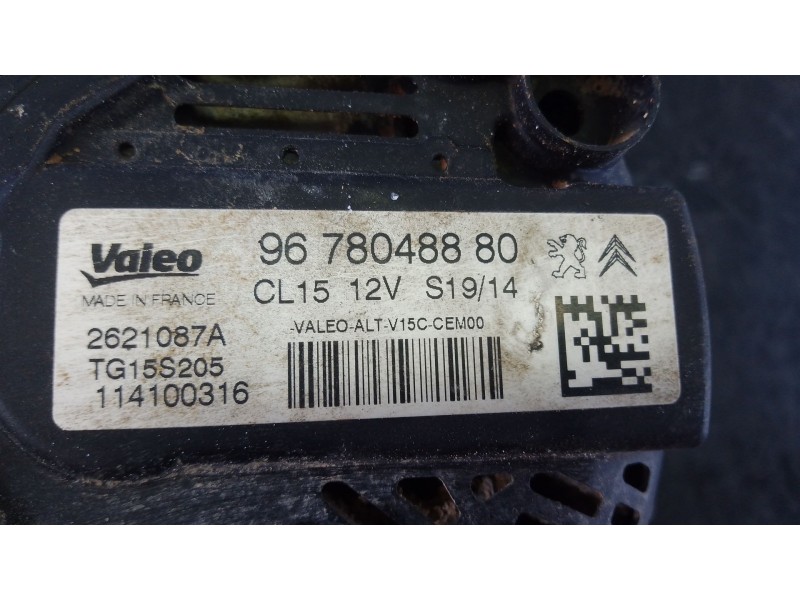 Valeo
MADE IN FRANCE
96 780488 80
CL15 12V S19/14
-VALEO-ALT-V15C-CEM00
2621087A
TG15S205
114100316